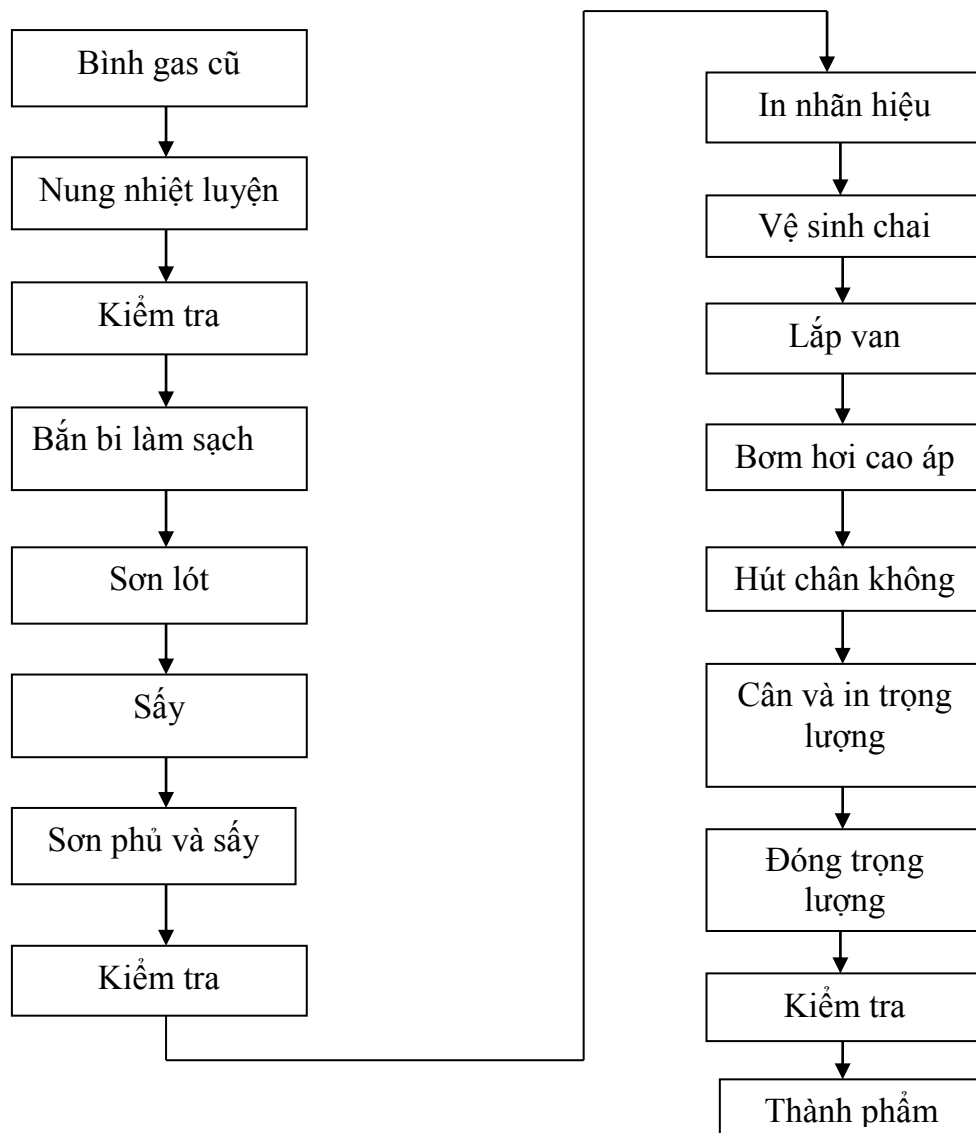 Bình gas cũ
Nung nhiệt luyện
Kiểm tra
Bắn bi làm sạch
Sơn lót
Sấy
Sơn phủ và sấy
Kiểm tra
In nhãn hiệu
Vệ sinh chai
Lắp van
Bơm hơi cao áp
Hút chân không
Cân và in trọng
lượng
Đóng trọng
lượng
Kiểm tra
Thành phẩm